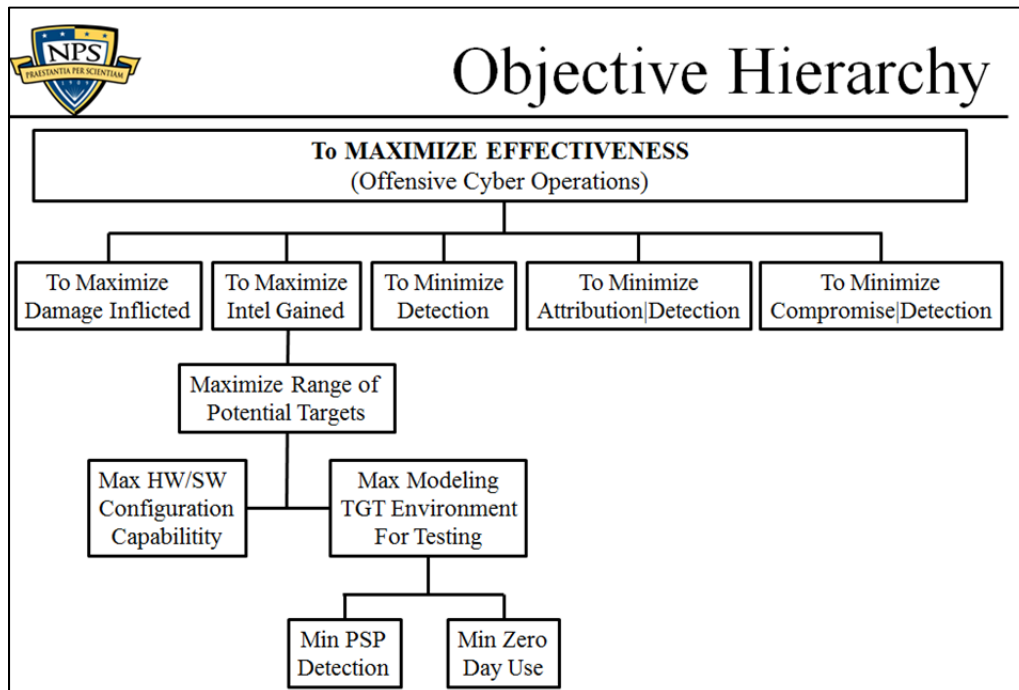 NPS
PRAESTANTIA PER SCIENTIAM
Objective Hierarchy
To MAXIMIZE EFFECTIVENESS
(Offensive Cyber Operations)
To Maximize
Damage Inflicted
To Maximize
Intel Gained
To Minimize
Detection
To Minimize
Attribution|Detection
To Minimize
Compromise|Detection
Maximize Range of
Potential Targets
Max HW/SW
Configuration
Capabilitity
Max Modeling
TGT Environment
For Testing
Min PSP
Detection
Min Zero
Day Use